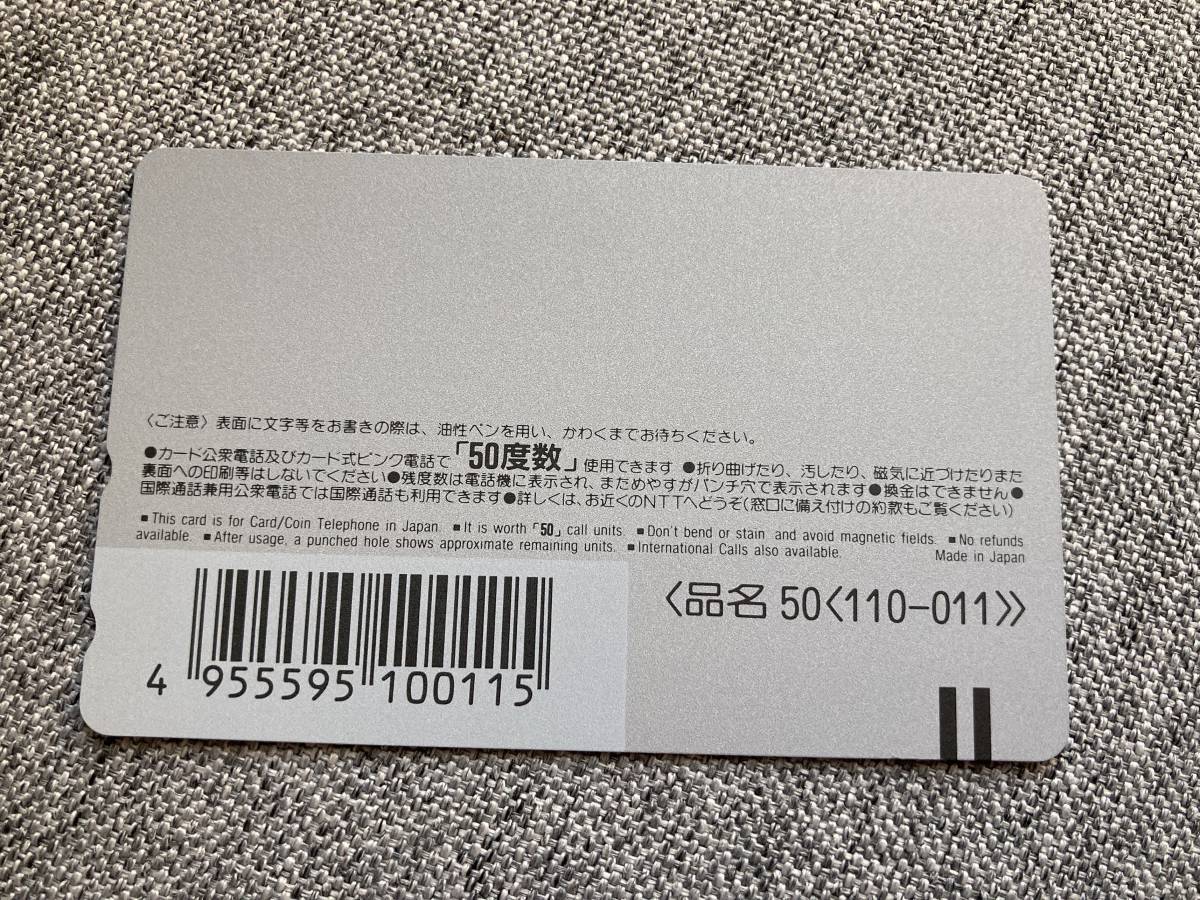 〈ご注意〉表面に文字等をお書きの際は、油性ペンを用い、かわくまでお待ちください。
●カード公衆電話及びカード式ピンク電話で「50度数」使用できます ●折り曲げたり、汚したり、磁気に近づけたりまた
裏面への印刷等はしないでください●残度数は電話機に表示され、まためやすがパンチ穴で表示されます●換金はできません●
国際通話兼用公衆電話では国際通話も利用できます●詳しくは、お近くのNTTへどうぞ(窓口に備え付けの約款もご覧ください)
■This card is for Card/Coin Telephone in Japan. ■It is worth「50」call units. ■Don't bend or stain and avoid magnetic fields. ■No refunds
available. ■After usage, a punched hole shows approximate remaining units. ■International Calls also available. Made in Japan
〈品名 50〈110-011〉〉
4 955595 100115